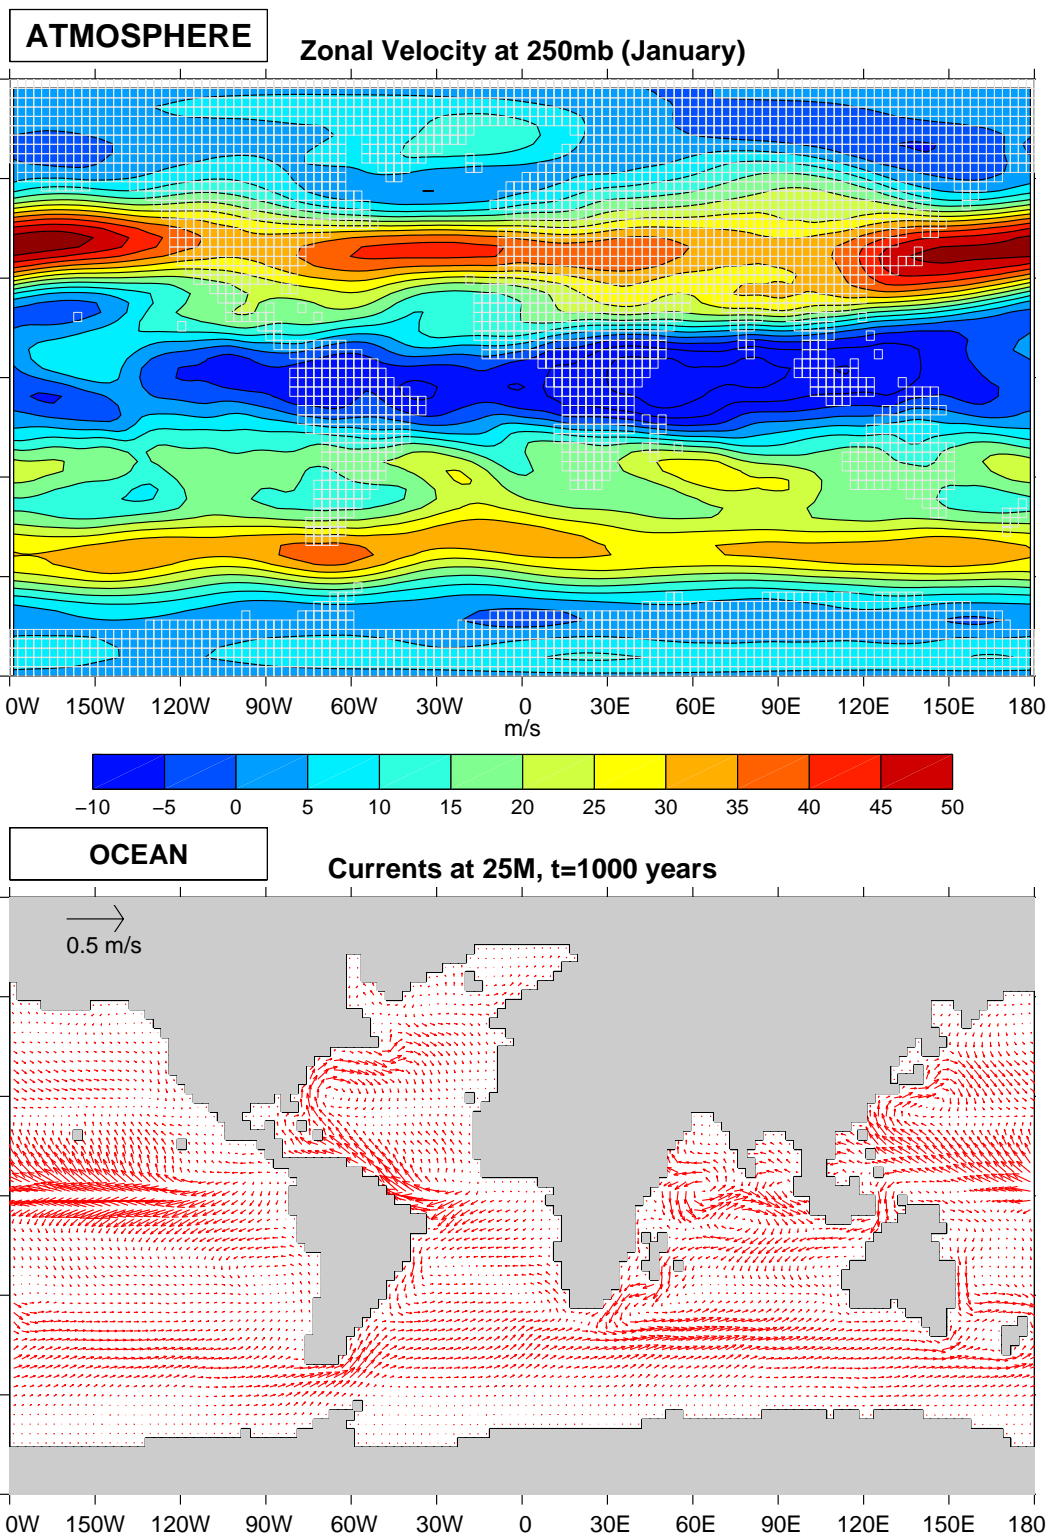 ATMOSPHERE
Zonal Velocity at 250mb (January)
0W 150W 120W 90W 60W 30W 0 30E 60E 90E 120E 150E 180
m/s
−10 −5 0 5 10 15 20 25 30 35 40 45 50
OCEAN
Currents at 25M, t=1000 years
0.5 m/s
0W 150W 120W 90W 60W 30W 0 30E 60E 90E 120E 150E 180